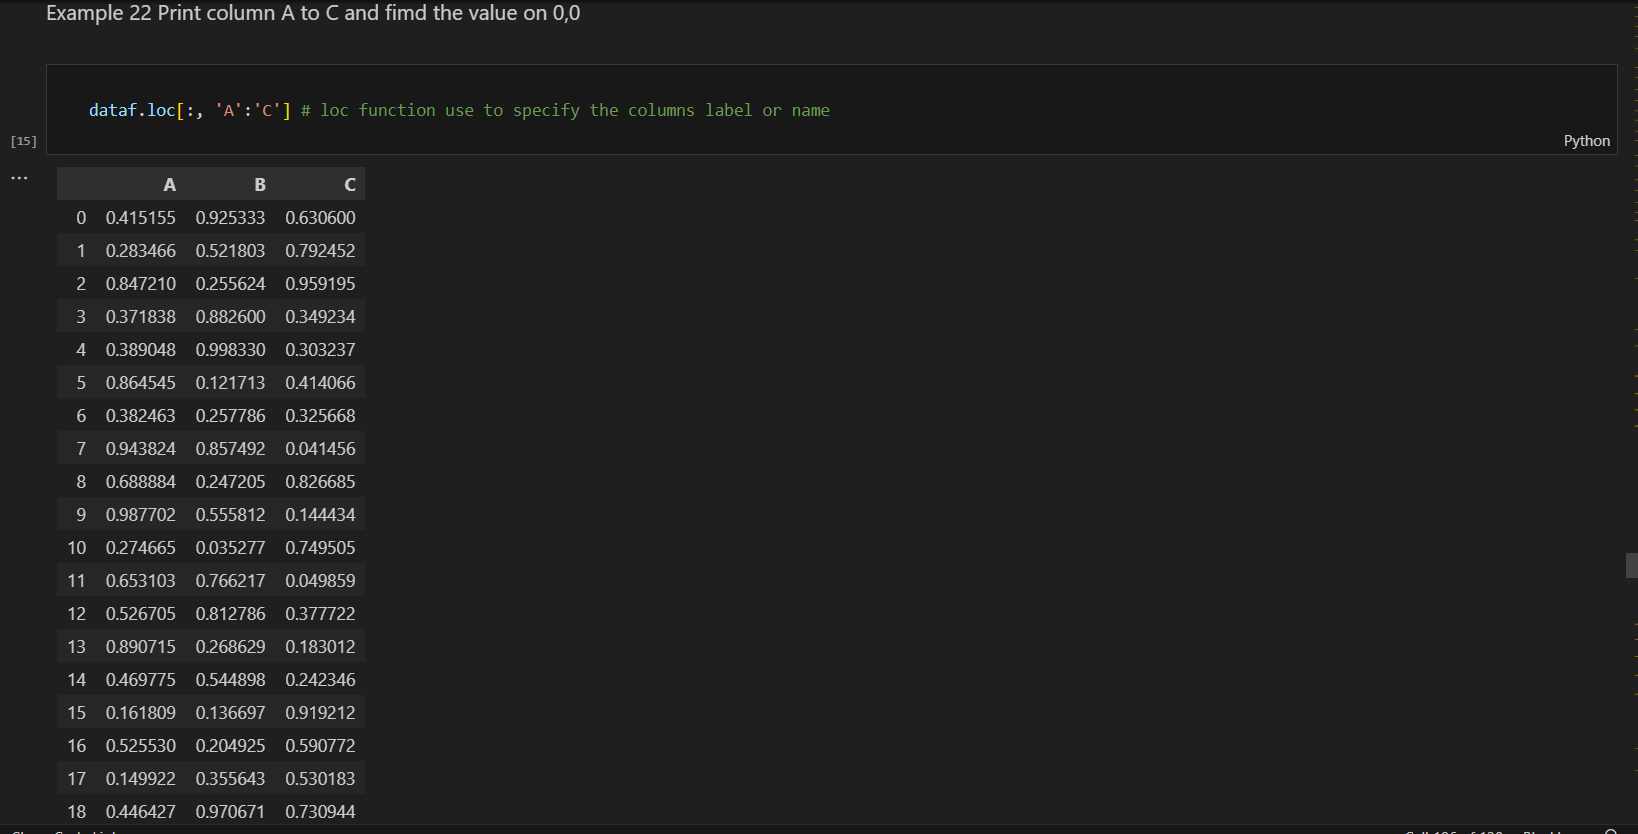 Example 22 Print column A to C and fimd the value on 0,0
dataf.loc[:, 'A':'C'] # loc function use to specify the columns label or name
[15]
Python
...
A B C
0 0.415155 0.925333 0.630600
1 0.283466 0.521803 0.792452
2 0.847210 0.255624 0.959195
3 0.371838 0.882600 0.349234
4 0.389048 0.998330 0.303237
5 0.864545 0.121713 0.414066
6 0.382463 0.257786 0.325668
7 0.943824 0.857492 0.041456
8 0.688884 0.247205 0.826685
9 0.987702 0.555812 0.144434
10 0.274665 0.035277 0.749505
11 0.653103 0.766217 0.049859
12 0.526705 0.812786 0.377722
13 0.890715 0.268629 0.183012
14 0.469775 0.544898 0.242346
15 0.161809 0.136697 0.919212
16 0.525530 0.204925 0.590772
17 0.149922 0.355643 0.530183
18 0.446427 0.970671 0.730944